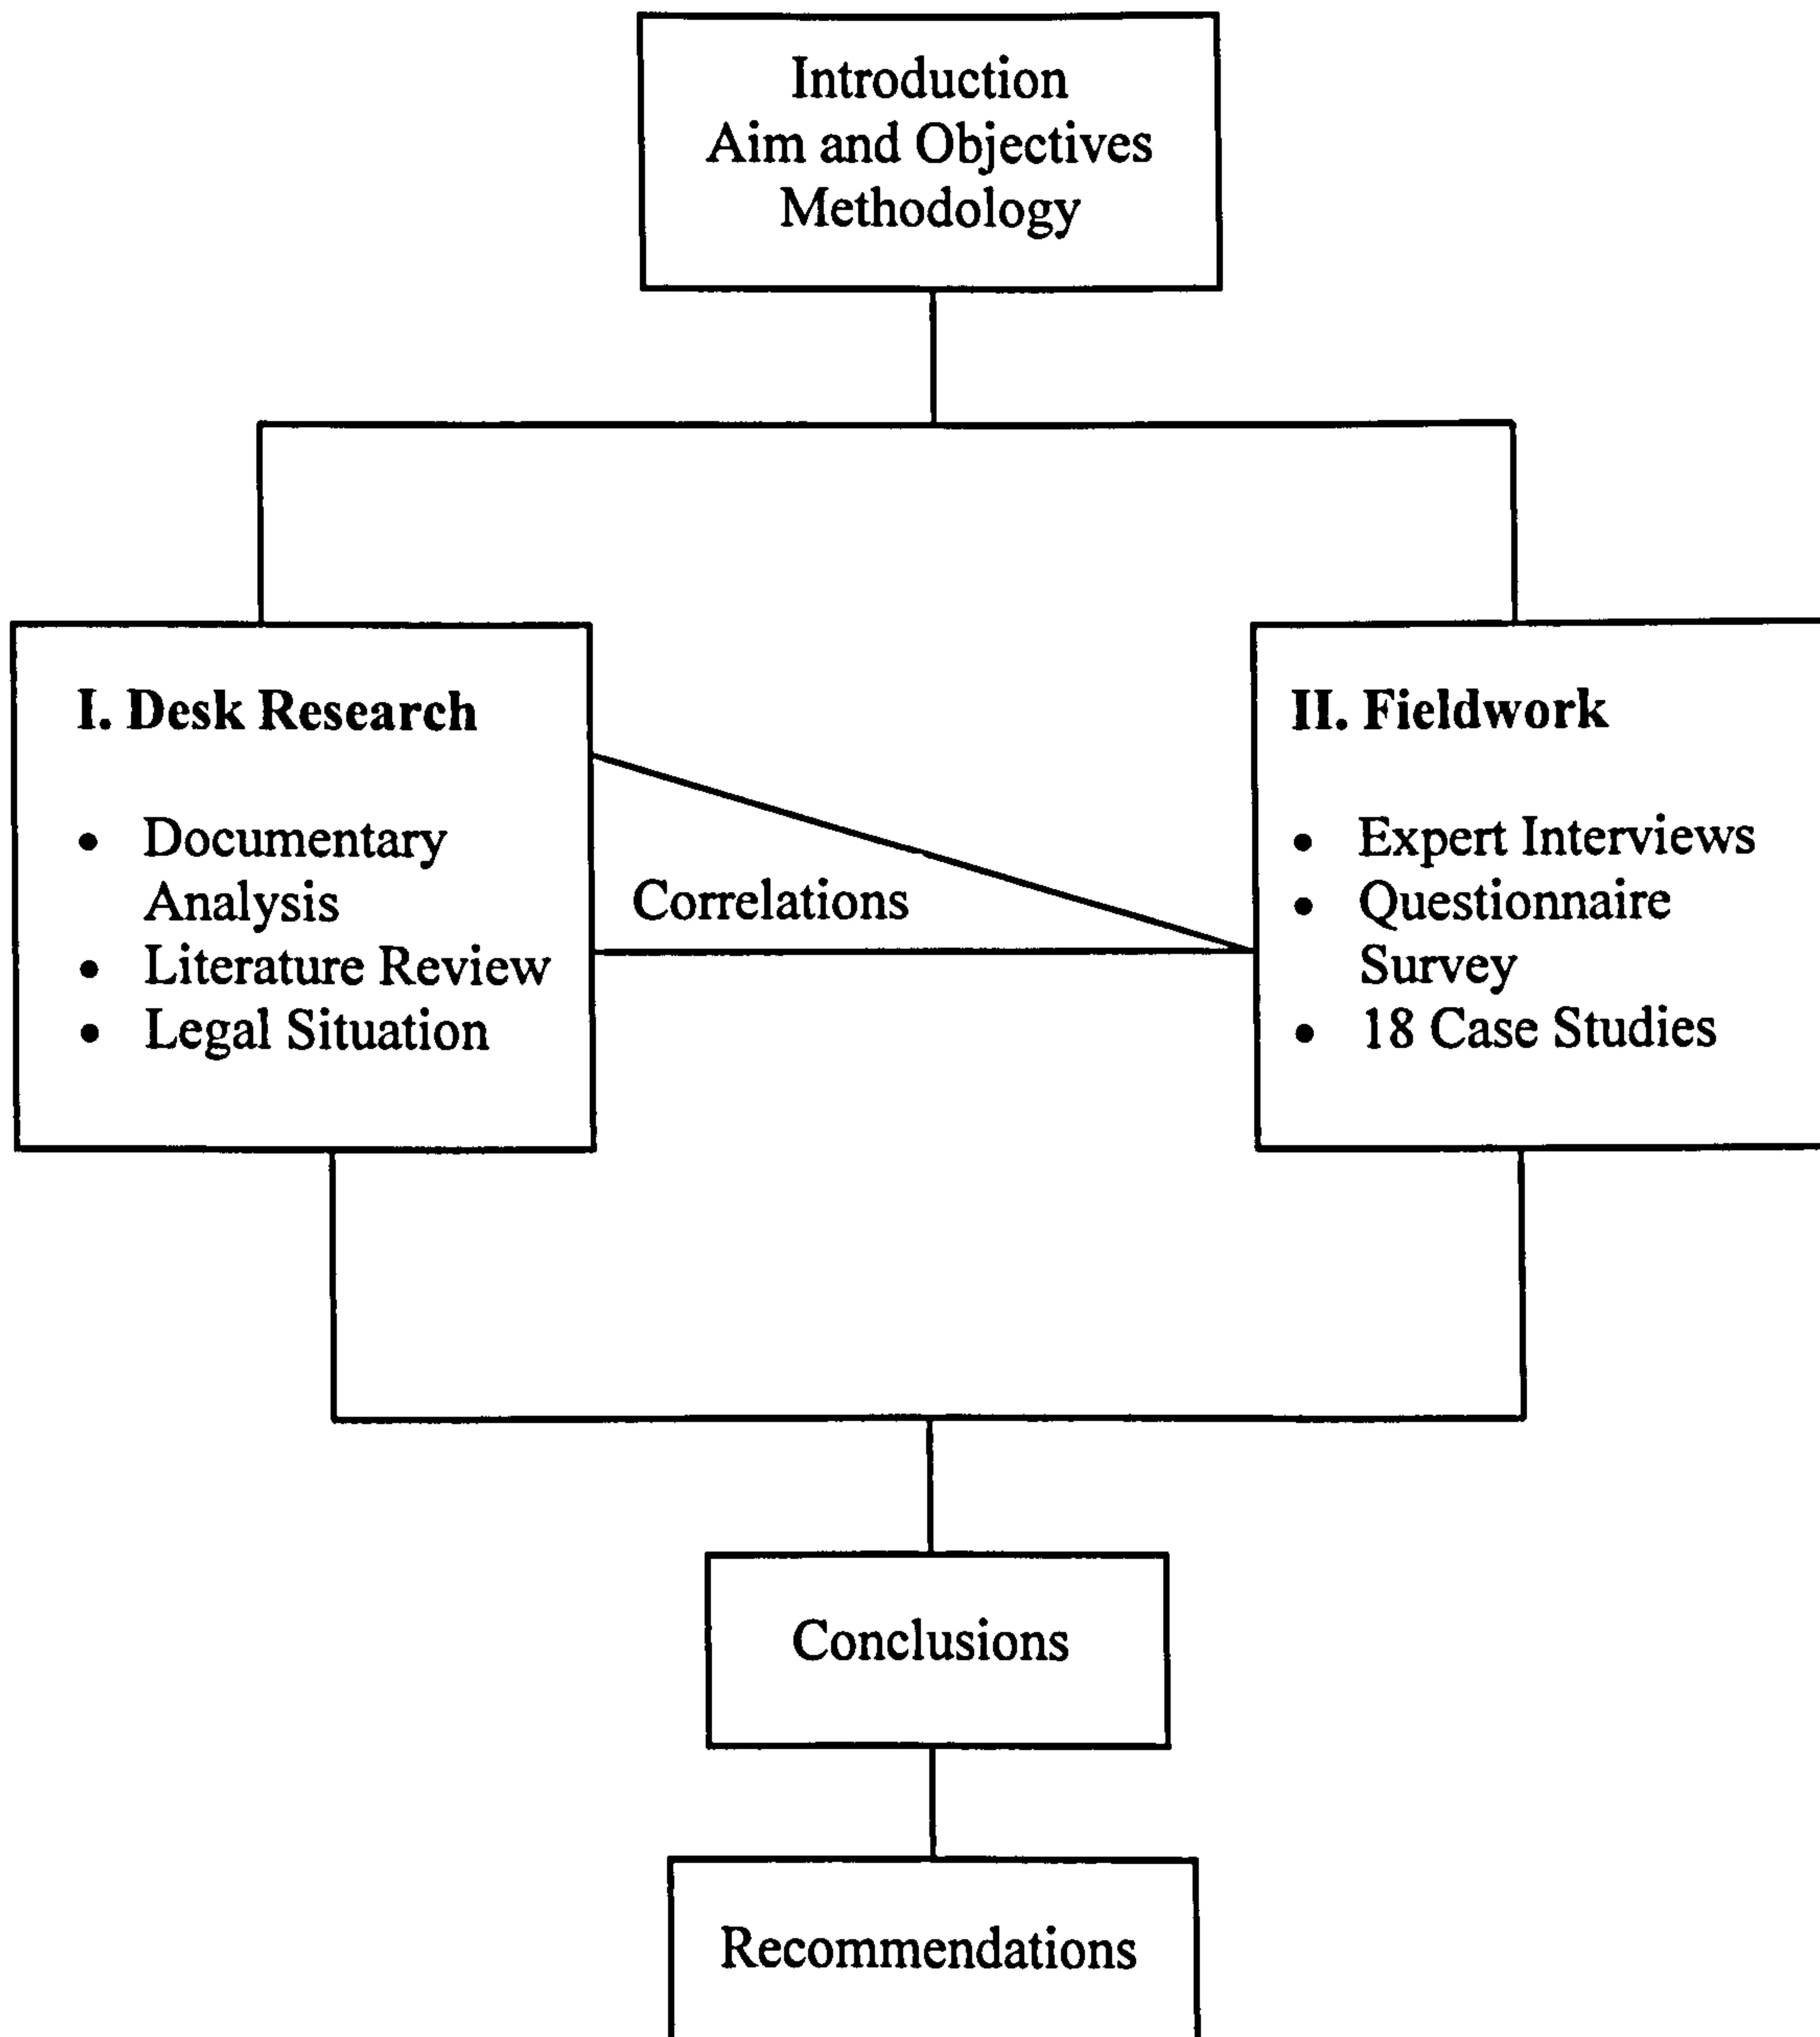 Introduction
Aim and Objectives
Methodology
I. Desk Research
• Documentary
Analysis
• Literature Review
• Legal Situation
Correlations
II. Fieldwork
• Expert Interviews
• Questionnaire
Survey
• 18 Case Studies
Conclusions
Recommendations